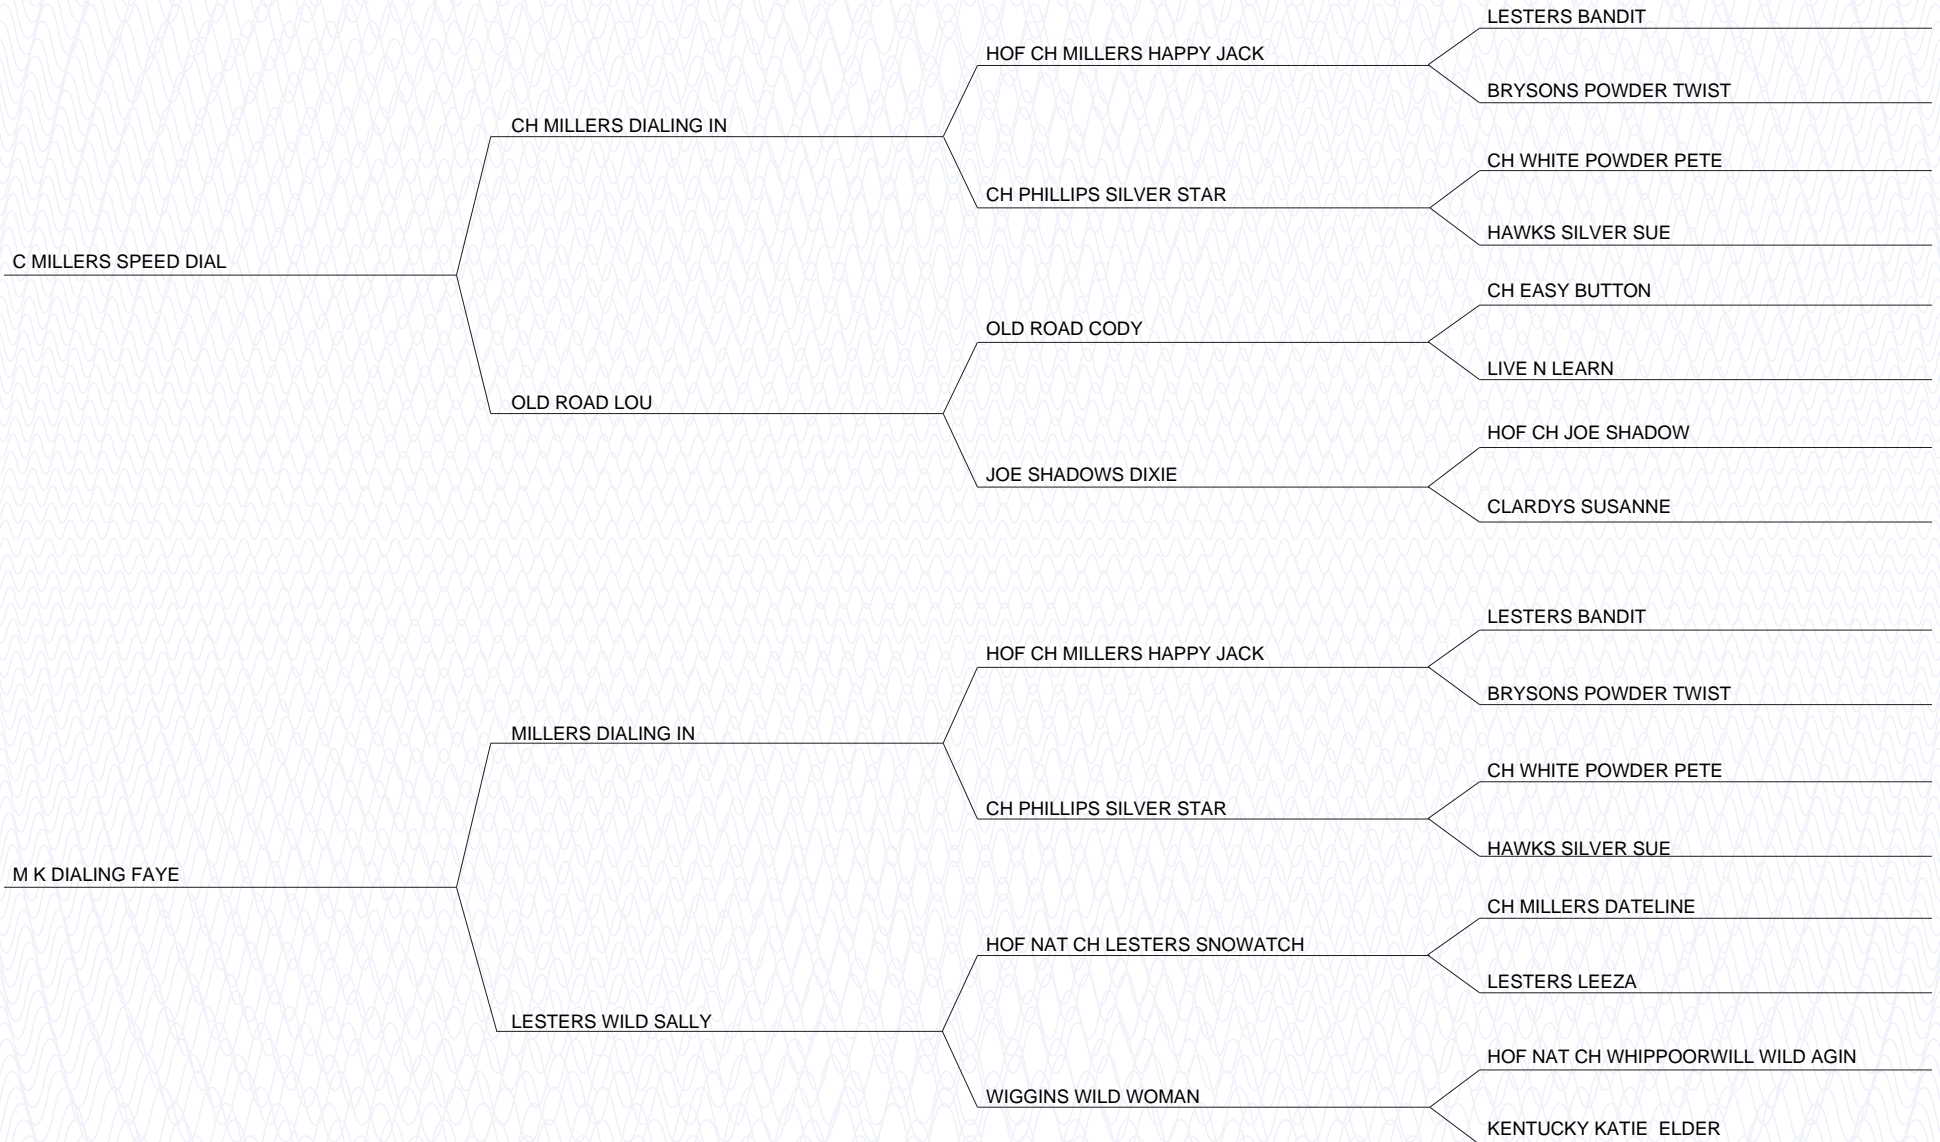 LESTERS BANDIT
HOF CH MILLERS HAPPY JACK
BRYSONS POWDER TWIST
CH MILLERS DIALING IN
CH WHITE POWDER PETE
CH PHILLIPS SILVER STAR
HAWKS SILVER SUE
C MILLERS SPEED DIAL
CH EASY BUTTON
OLD ROAD CODY
LIVE N LEARN
OLD ROAD LOU
HOF CH JOE SHADOW
JOE SHADOWS DIXIE
CLARDYS SUSANNE
LESTERS BANDIT
HOF CH MILLERS HAPPY JACK
BRYSONS POWDER TWIST
MILLERS DIALING IN
CH WHITE POWDER PETE
CH PHILLIPS SILVER STAR
HAWKS SILVER SUE
M K DIALING FAYE
CH MILLERS DATELINE
HOF NAT CH LESTERS SNOWATCH
LESTERS LEEZA
LESTERS WILD SALLY
HOF NAT CH WHIPPOORWILL WILD AGIN
WIGGINS WILD WOMAN
KENTUCKY KATIE  ELDER